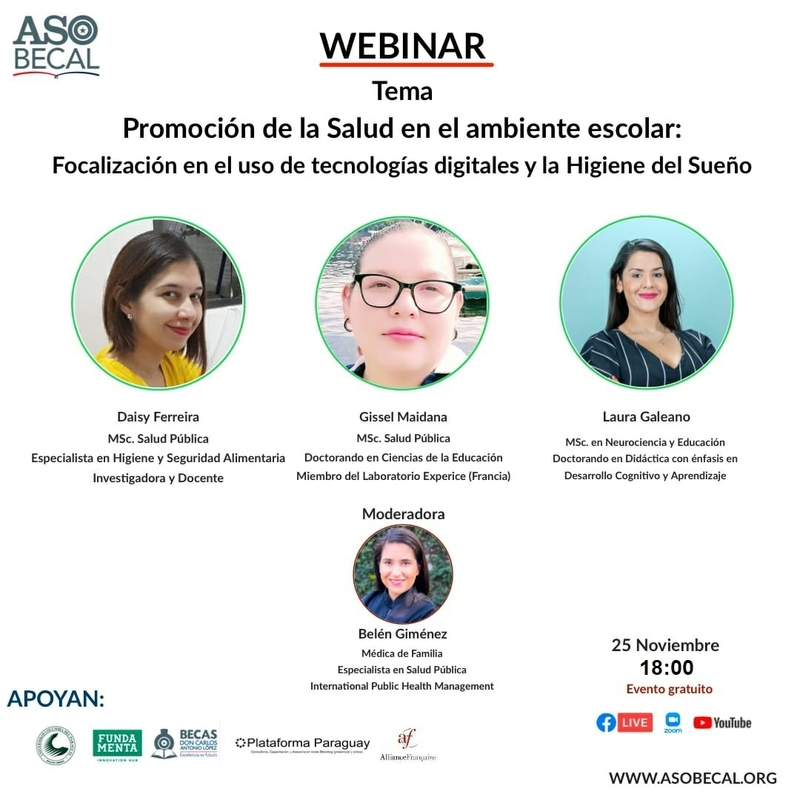 ASO
BECAL
WEBINAR
Tema
Promoción de la Salud en el ambiente escolar:
Focalización en el uso de tecnologías digitales y la Higiene del Sueño
Daisy Ferreira
MSc. Salud Pública
Especialista en Higiene y Seguridad Alimentaria
Investigadora y Docente
Gissel Maidana
MSc. Salud Pública
Doctorando en Ciencias de la Educación
Miembro del Laboratorio Experice (Francia)
Laura Galeano
MSc. en Neurociencia y Educación
Doctorando en Didáctica con énfasis en
Desarrollo Cognitivo y Aprendizaje
Moderadora
Belén Giménez
Médica de Familia
Especialista en Salud Pública
International Public Health Management
25 Noviembre
18:00
Evento gratuito
LIVE
zoom
YouTube
APOYAN:
FUNDA
MENTA
INNOVATION HUB
BECAS
DON CARLOS
ANTONIO LÓPEZ
Plataforma Paraguay
af
AllianceFrançaise
WWW.ASOBECAL.ORG